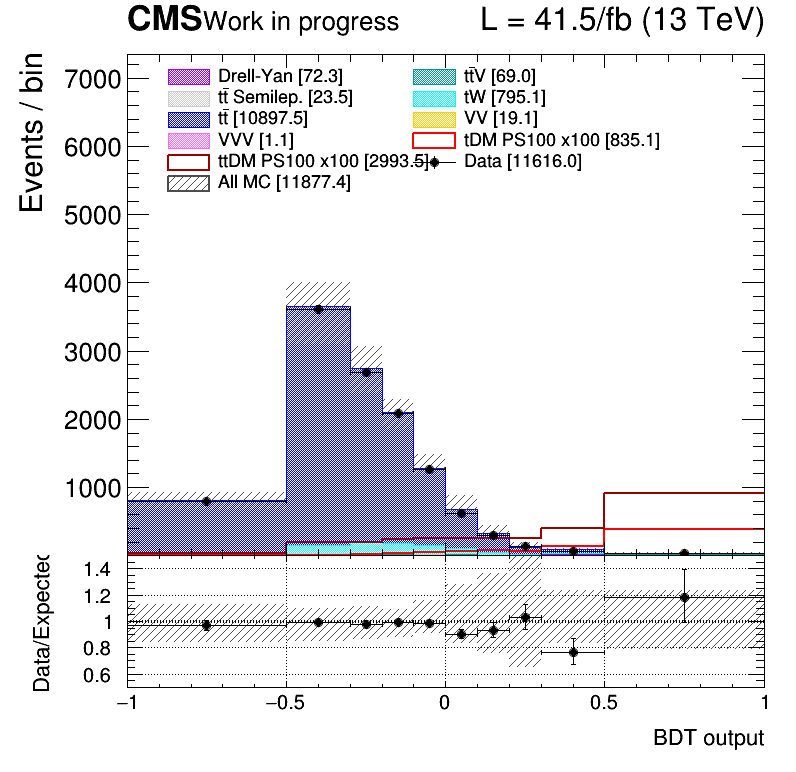 CMS Work in progress L = 41.5/fb (13 TeV)
Events / bin
7000
6000
5000
4000
3000
2000
1000
Drell-Yan [72.3] tt̄V [69.0]
tt̄ Semilep. [23.5] tW [795.1]
tt̄ [10897.5] VV [19.1]
VVV [1.1] tDM PS100 x100 [835.1]
ttDM PS100 x100 [2993.5] Data [11616.0]
All MC [11877.4]
Data/Expected
1.4
1.2
1
0.8
0.6
−1 −0.5 0 0.5 1
BDT output